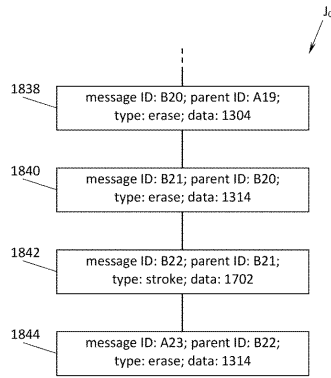 J₀
1838
message ID: B20; parent ID: A19;
type: erase; data: 1304
1840
message ID: B21; parent ID: B20;
type: erase; data: 1314
1842
message ID: B22; parent ID: B21;
type: stroke; data: 1702
1844
message ID: A23; parent ID: B22;
type: erase; data: 1314